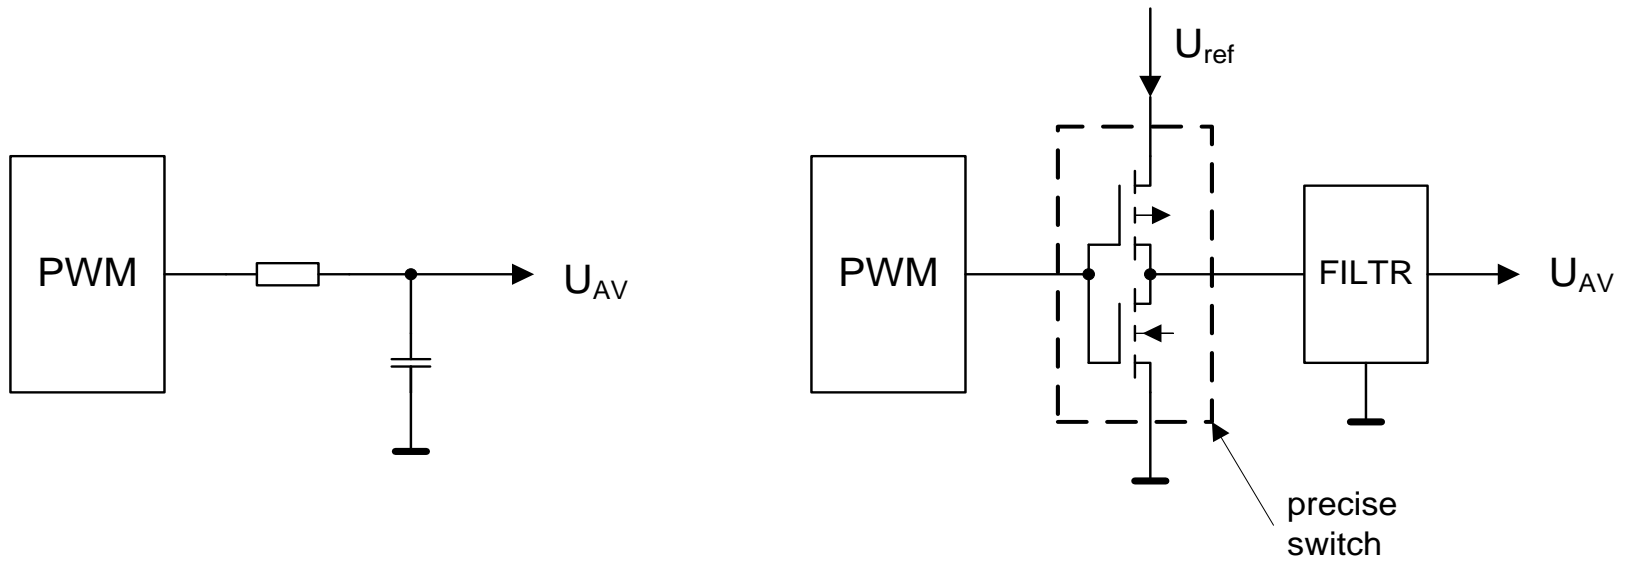 PWM
U_AV
U_ref
PWM
FILTR
U_AV
precise
switch